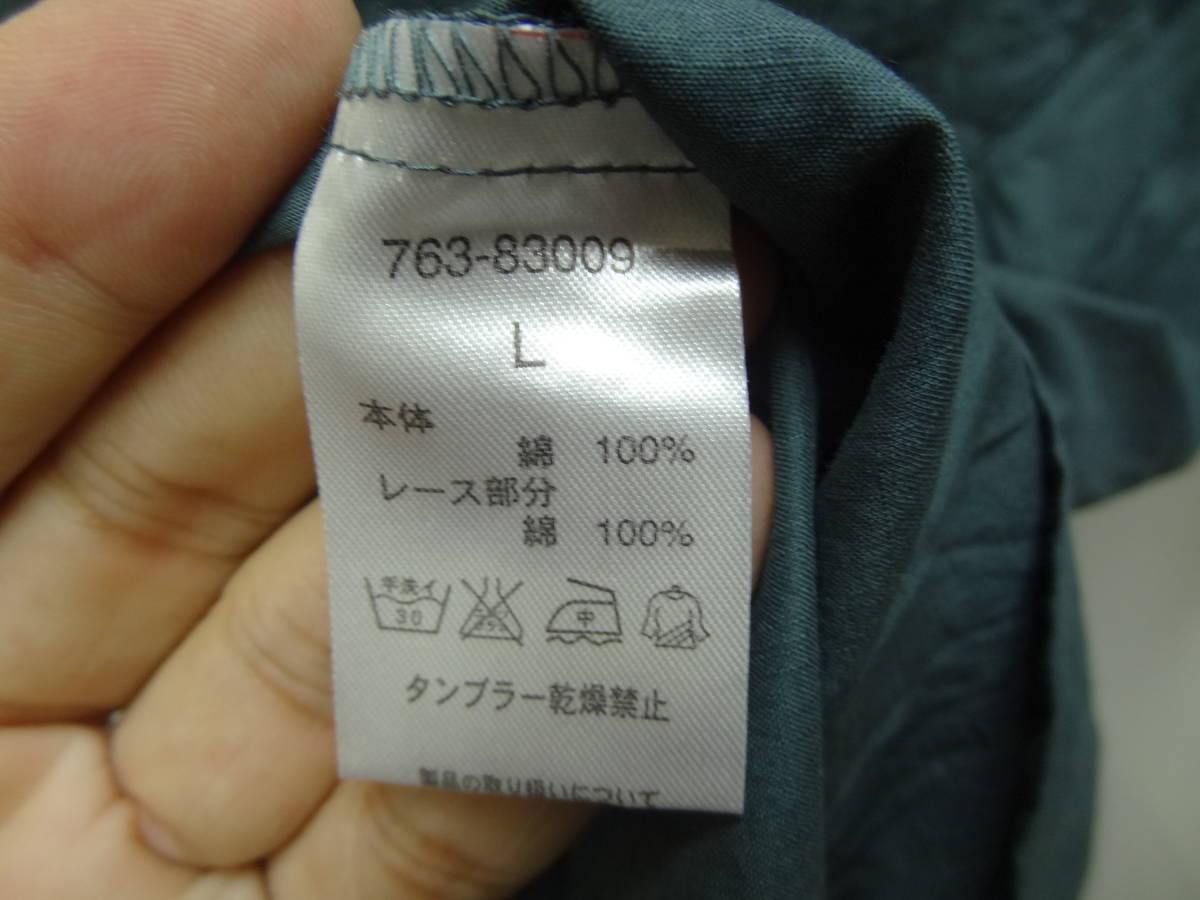 763-83009
L
本体
綿 100%
レース部分
綿 100%
手洗イ 30 中
タンブラー乾燥禁止
製品の取り扱いについて